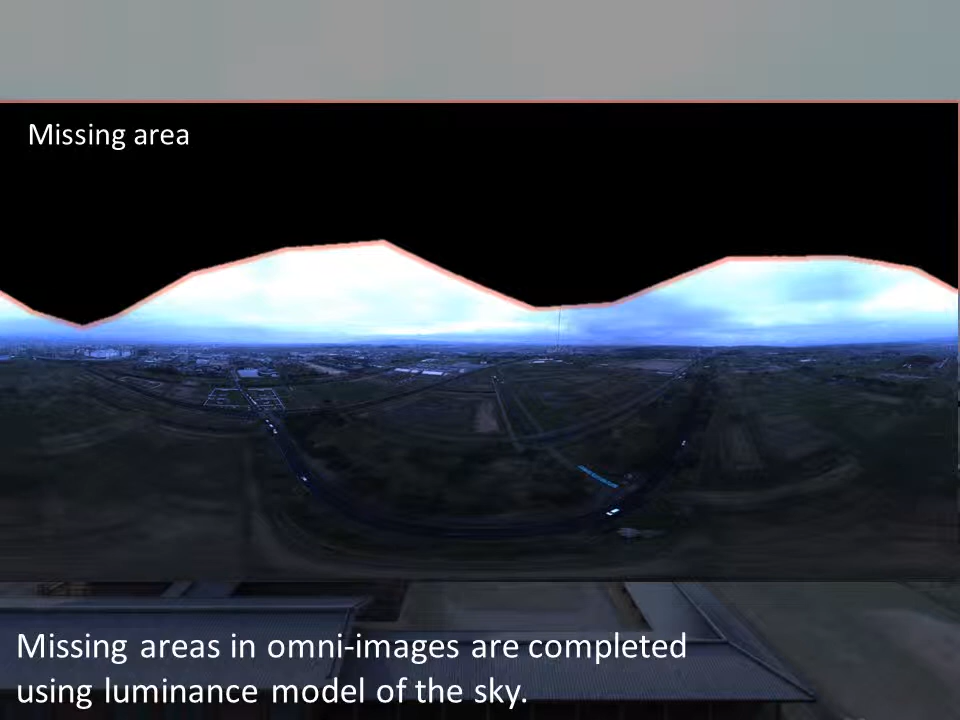 Missing area
Missing areas in omni-images are completed
using luminance model of the sky.